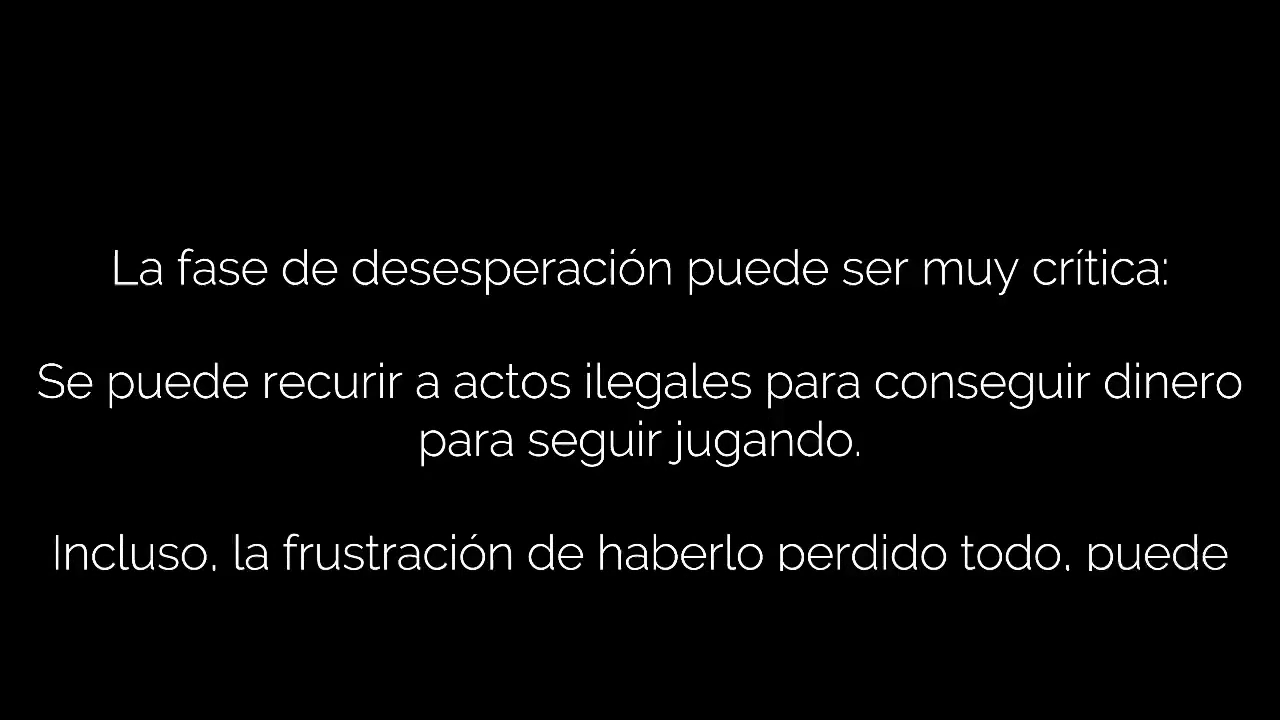 La fase de desesperación puede ser muy crítica:
Se puede recurir a actos ilegales para conseguir dinero
para seguir jugando.
Incluso, la frustración de haberlo perdido todo, puede